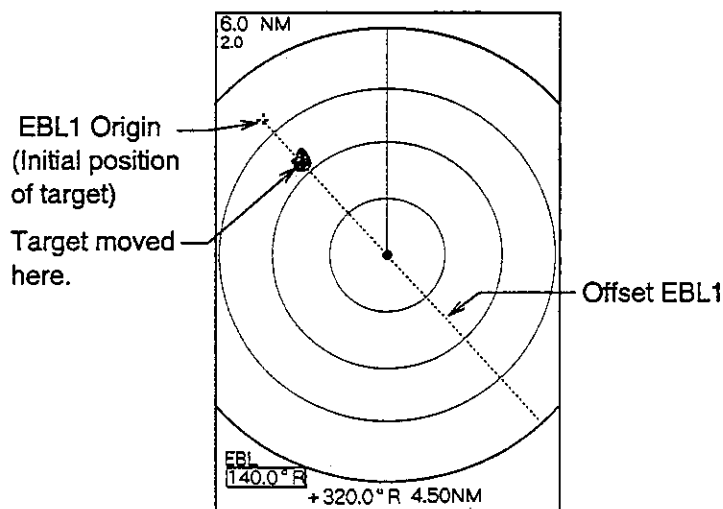 6.0 NM
2.0
EBL1 Origin
(Initial position
of target)
Target moved
here.
Offset EBL1
EBL
140.0°R
+320.0°R 4.50NM